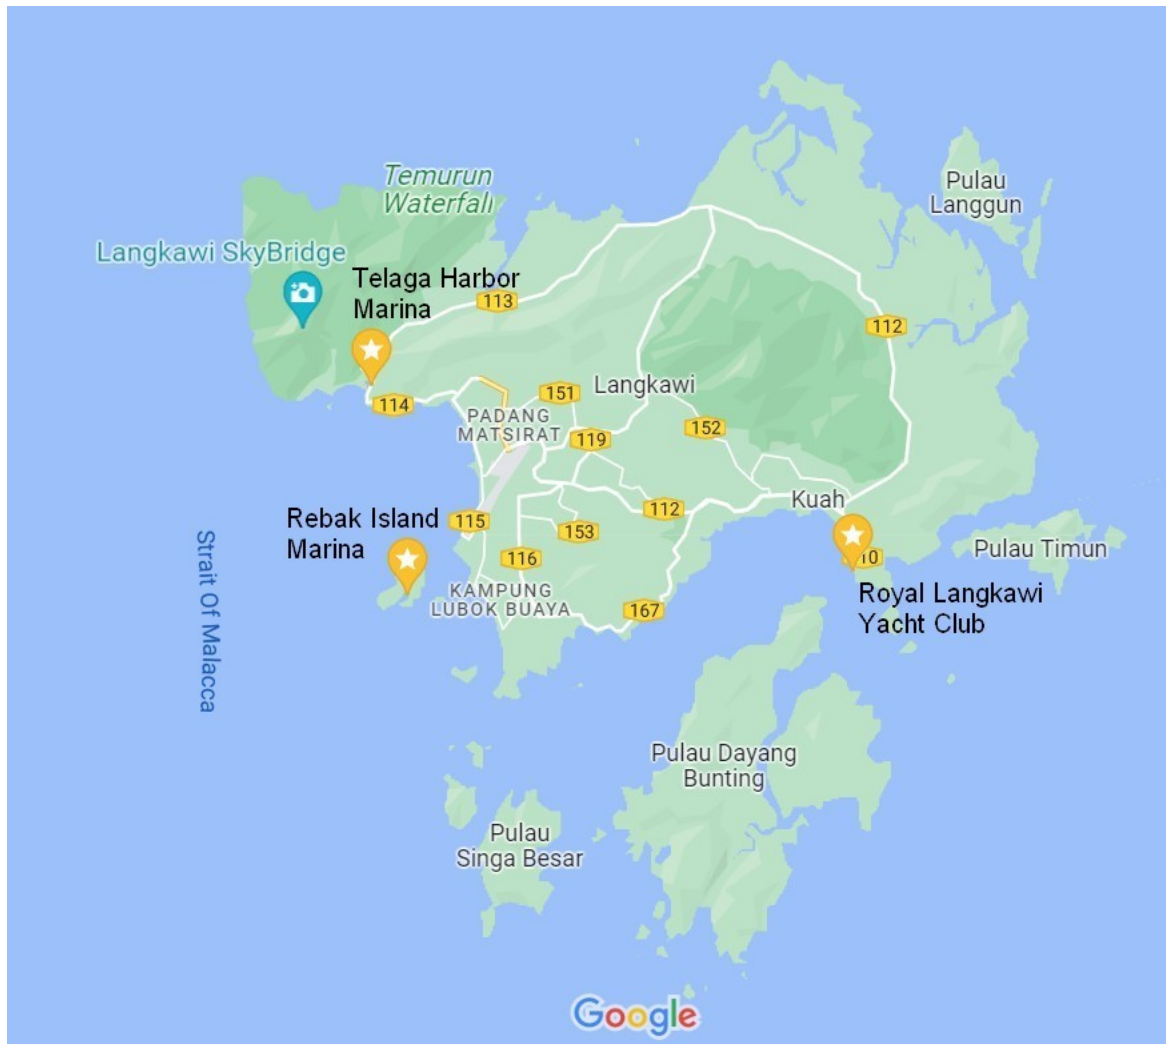 Temurun
Waterfall
Pulau
Langgun
Langkawi SkyBridge
Telaga Harbor
Marina
113
112
114
151
Langkawi
PADANG
MATSIRAT
119
152
Kuah
112
Rebak Island
Marina
115
153
116
10
Pulau Timun
KAMPUNG
LUBOK BUAYA
167
Royal Langkawi
Yacht Club
Strait Of Malacca
Pulau Dayang
Bunting
Pulau
Singa Besar
Google